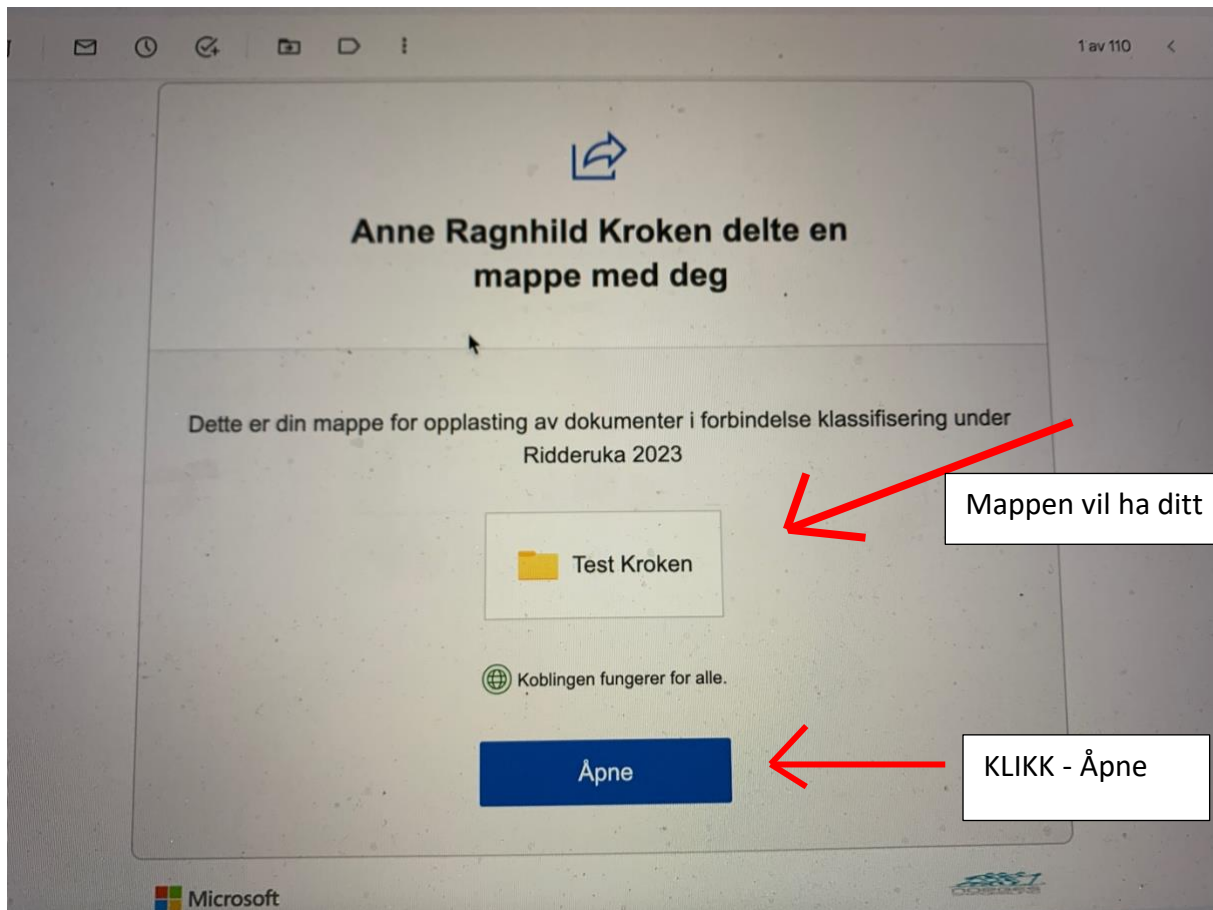 1 av 110
Anne Ragnhild Kroken delte en
mappe med deg
Dette er din mappe for opplasting av dokumenter i forbindelse klassifisering under
Ridderuka 2023
Mappen vil ha ditt
Test Kroken
Koblingen fungerer for alle.
Åpne
KLIKK - Åpne
Microsoft